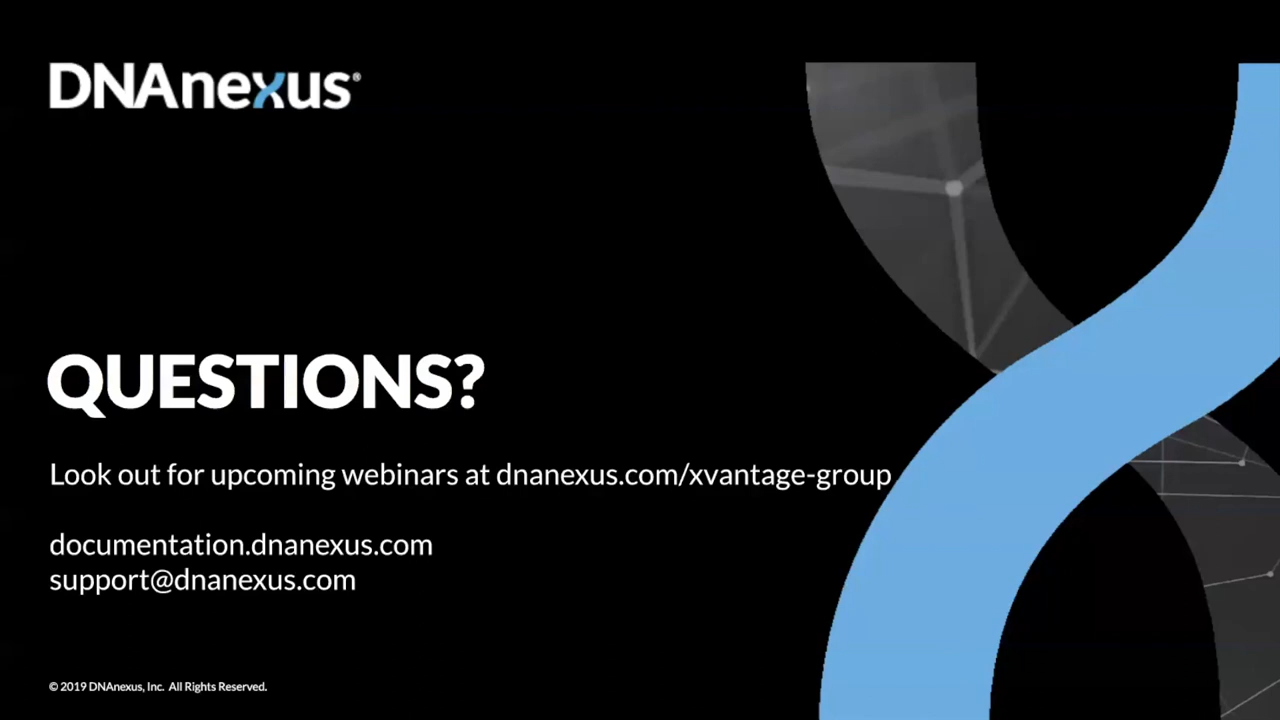 DNAnexus®
QUESTIONS?
Look out for upcoming webinars at dnanexus.com/xvantage-group
documentation.dnanexus.com
support@dnanexus.com
© 2019 DNAnexus, Inc. All Rights Reserved.